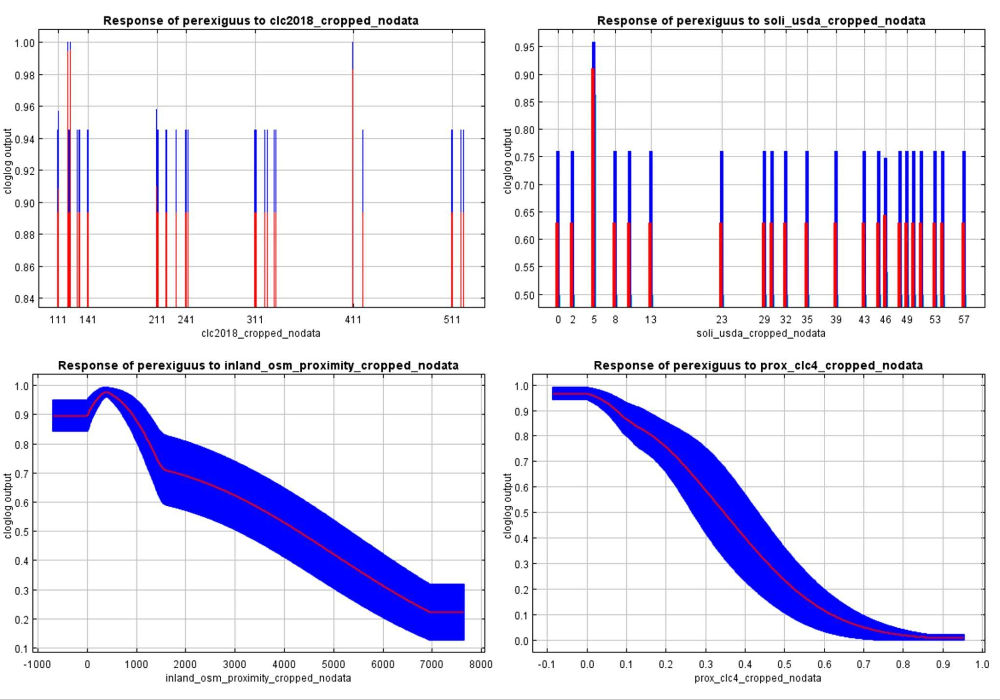 Response of perexiguus to clc2018_cropped_nodata
cloglog output
1.00
0.98
0.96
0.94
0.92
0.90
0.88
0.86
0.84
111 141 211 241 311 411 511
clc2018_cropped_nodata
Response of perexiguus to soli_usda_cropped_nodata
cloglog output
0.95
0.90
0.85
0.80
0.75
0.70
0.65
0.60
0.55
0.50
0 2 5 8 13 23 29 32 35 39 43 46 49 53 57
soli_usda_cropped_nodata
Response of perexiguus to inland_osm_proximity_cropped_nodata
cloglog output
1.0
0.9
0.8
0.7
0.6
0.5
0.4
0.3
0.2
0.1
-1000 0 1000 2000 3000 4000 5000 6000 7000 8000
inland_osm_proximity_cropped_nodata
Response of perexiguus to prox_clc4_cropped_nodata
cloglog output
1.0
0.9
0.8
0.7
0.6
0.5
0.4
0.3
0.2
0.1
0.0
-0.1 0.0 0.1 0.2 0.3 0.4 0.5 0.6 0.7 0.8 0.9 1.0
prox_clc4_cropped_nodata